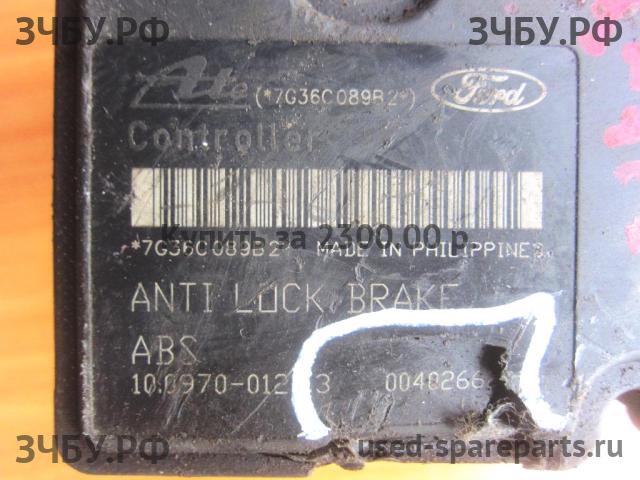 ЗЧБУ.РФ ЗЧБУ.РФ
Ate (*7G36C089B2*) Ford
Controller
Купить за 2300.00 р.
*7G36C089B2* MADE IN PHILIPPINES
ANTI LOCK BRAKE
ABS
004826
ЗЧБУ.РФ used-spareparts.ru